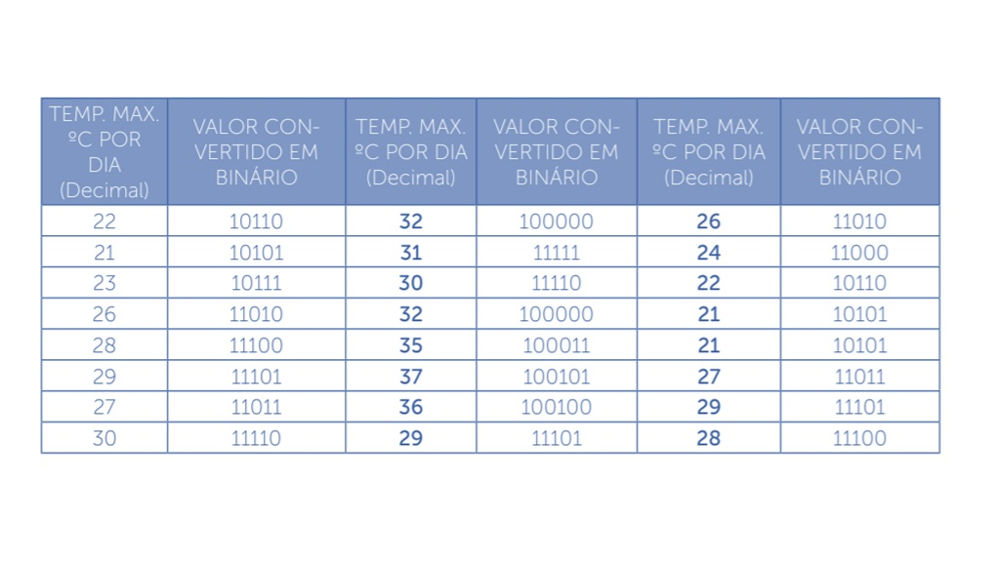 TEMP. MAX. ºC POR DIA (Decimal) VALOR CON-VERTIDO EM BINÁRIO TEMP. MAX. ºC POR DIA (Decimal) VALOR CON-VERTIDO EM BINÁRIO TEMP. MAX. ºC POR DIA (Decimal) VALOR CON-VERTIDO EM BINÁRIO
22 10110 32 100000 26 11010
21 10101 31 11111 24 11000
23 10111 30 11110 22 10110
26 11010 32 100000 21 10101
28 11100 35 100011 21 10101
29 11101 37 100101 27 11011
27 11011 36 100100 29 11101
30 11110 29 11101 28 11100